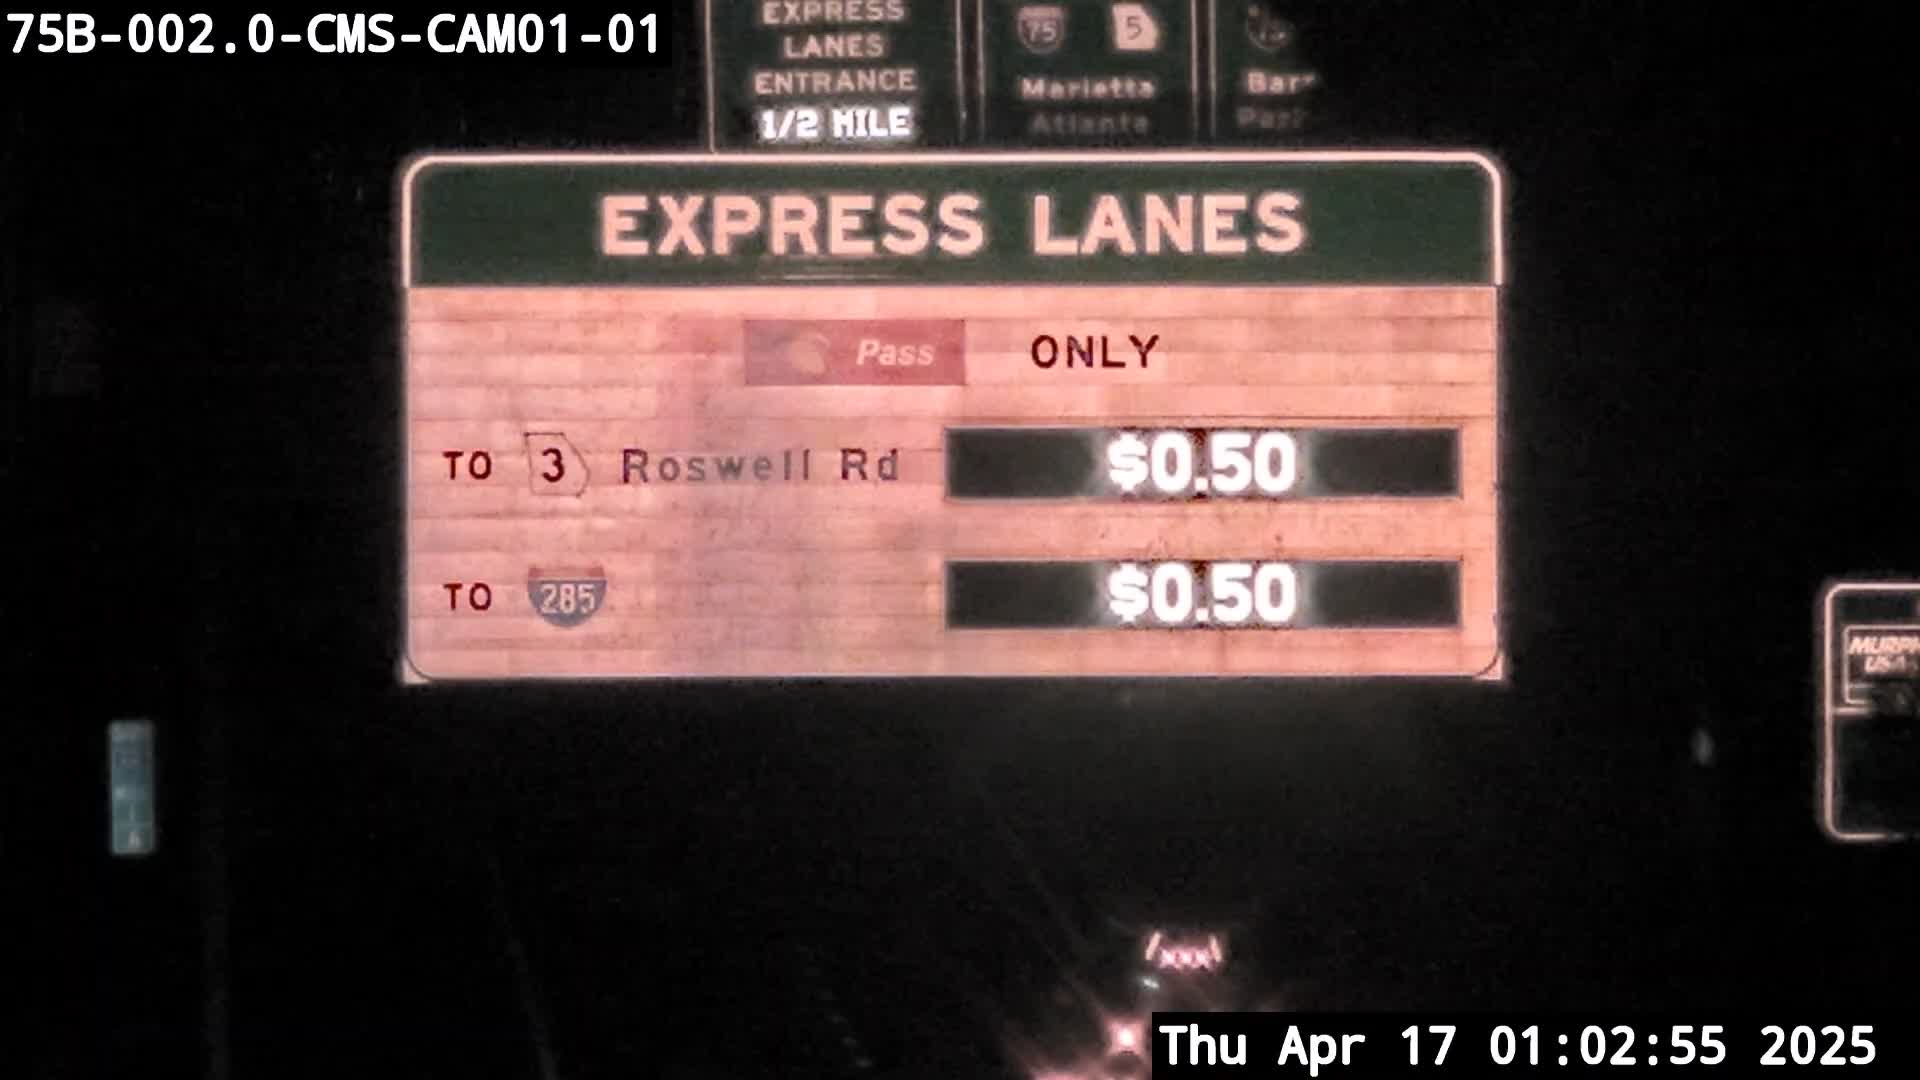 75B-002.0-CMS-CAM01-01
EXPRESS
LANES
ENTRANCE
1/2 MILE
75 5
Marietta
Atlanta
EXPRESS LANES
Pass ONLY
TO 3 Roswell Rd $0.50
TO 285 $0.50
Thu Apr 17 01:02:55 2025